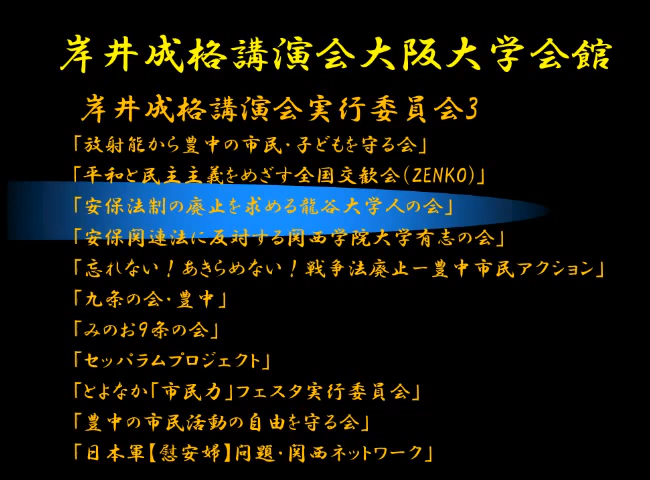 岸井成格講演会大阪大学会館
岸井成格講演会実行委員会3
「放射能から豊中の市民・子どもを守る会」
「平和と民主主義をめざす全国交歓会(ZENKO)」
「安保法制の廃止を求める龍谷大学人の会」
「安保関連法に反対する関西学院大学有志の会」
「忘れない！あきらめない！戦争法廃止ー豊中市民アクション」
「九条の会・豊中」
「みのお9条の会」
「セッパラムプロジェクト」
「とよなか「市民力」フェスタ実行委員会」
「豊中の市民活動の自由を守る会」
「日本軍【慰安婦】問題・関西ネットワーク」